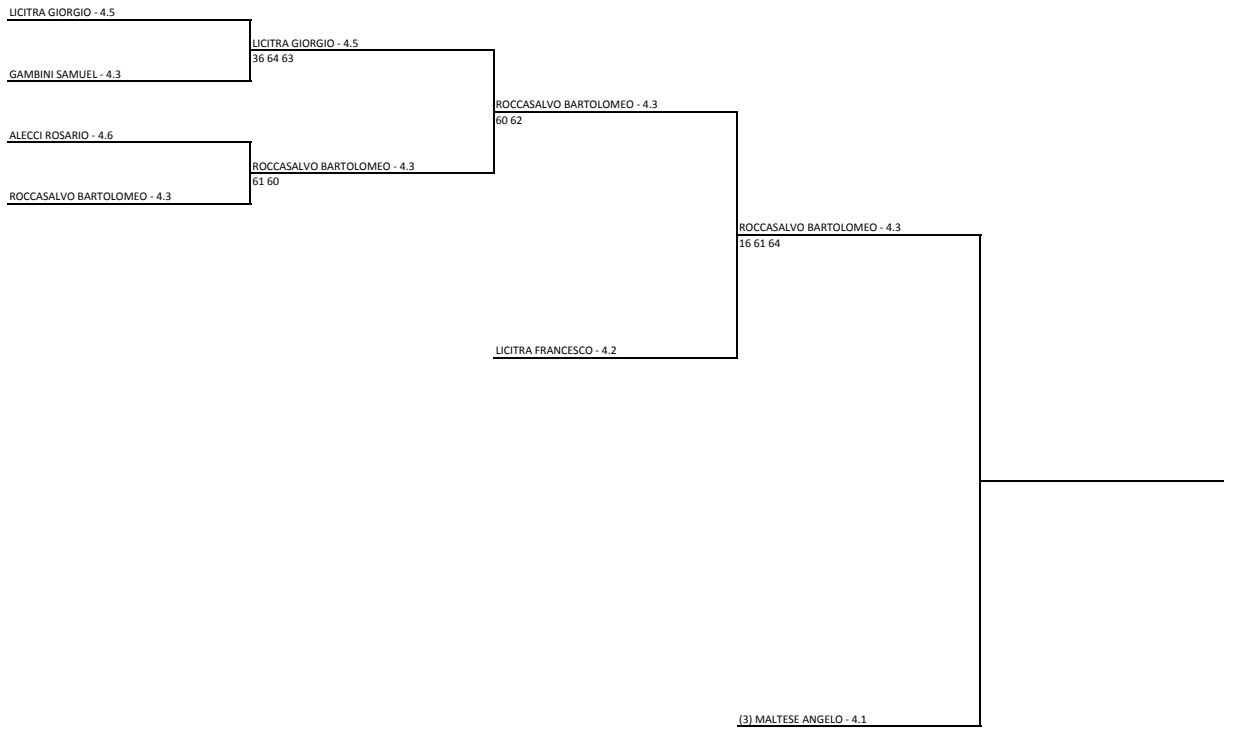 LICITRA GIORGIO - 4.5
LICITRA GIORGIO - 4.5
36 64 63
GAMBINI SAMUEL - 4.3
ROCCASALVO BARTOLOMEO - 4.3
60 62
ALECCI ROSARIO - 4.6
ROCCASALVO BARTOLOMEO - 4.3
61 60
ROCCASALVO BARTOLOMEO - 4.3
ROCCASALVO BARTOLOMEO - 4.3
16 61 64
LICITRA FRANCESCO - 4.2
(3) MALTESE ANGELO - 4.1